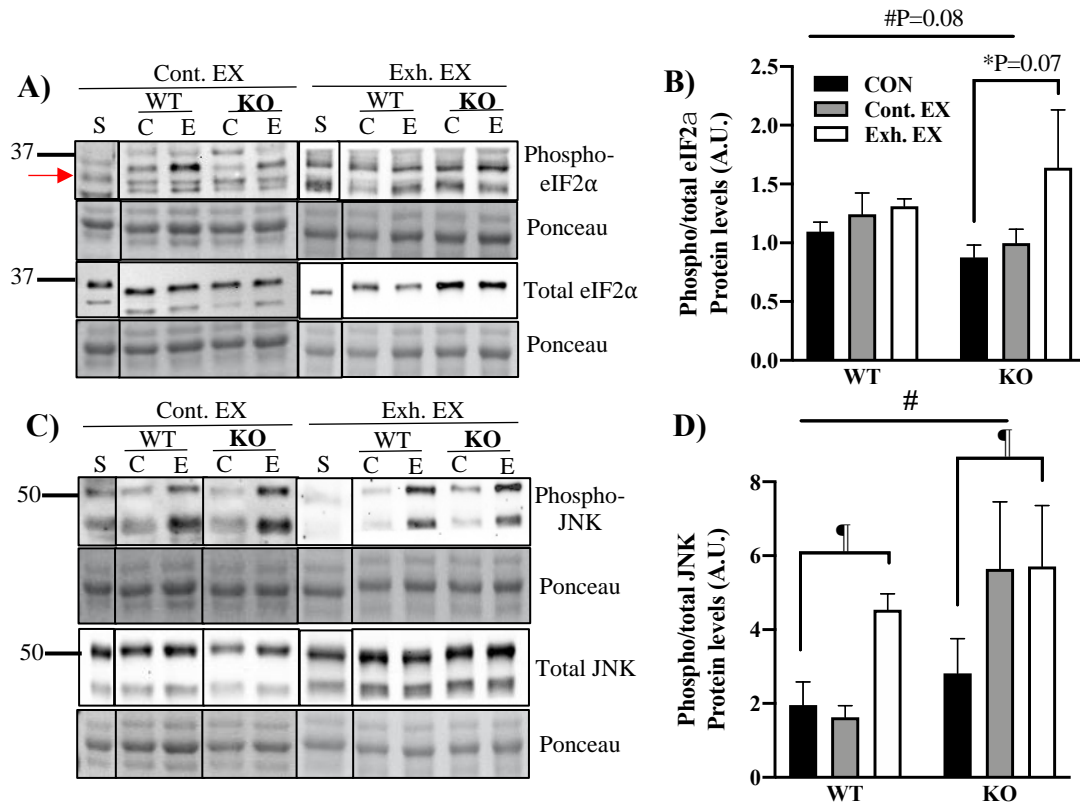 A)
Cont. EX
Exh. EX
WT
KO
WT
KO
S
C
E
C
E
S
C
E
C
E
37
Phospho-
eIF2α
Ponceau
37
Total eIF2α
Ponceau
B)
#P=0.08
*P=0.07
CON
Cont. EX
Exh. EX
Phospho/total eIF2a
Protein levels (A.U.)
2.5
2.0
1.5
1.0
0.5
0.0
WT
KO
C)
Cont. EX
Exh. EX
WT
KO
WT
KO
S
C
E
C
E
S
C
E
C
E
50
Phospho-
JNK
Ponceau
50
Total JNK
Ponceau
D)
#
¶
¶
Phospho/total JNK
Protein levels (A.U.)
8
6
4
2
0
WT
KO